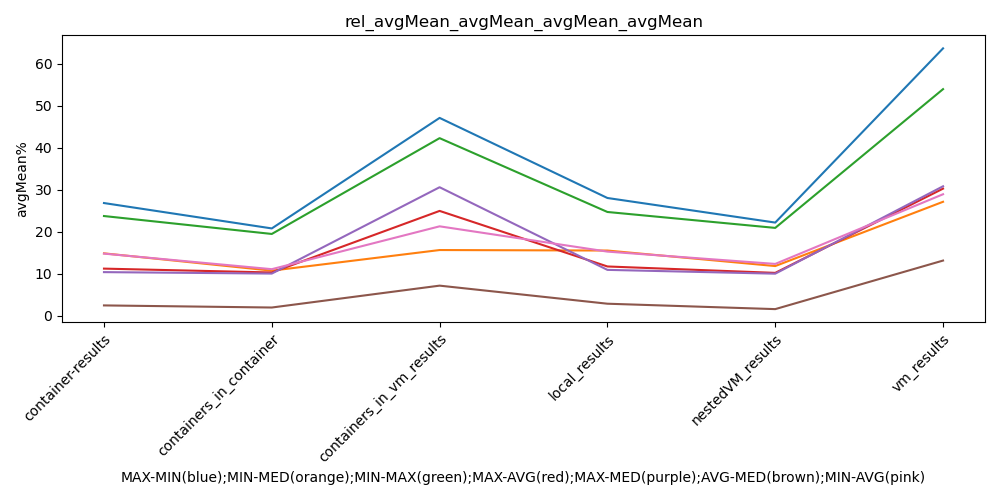 rel_avgMean_avgMean_avgMean_avgMean
avgMean%
60
50
40
30
20
10
0
container-results
containers_in_container
containers_in_vm_results
local_results
nestedVM_results
vm_results
MAX-MIN(blue);MIN-MED(orange);MIN-MAX(green);MAX-AVG(red);MAX-MED(purple);AVG-MED(brown);MIN-AVG(pink)